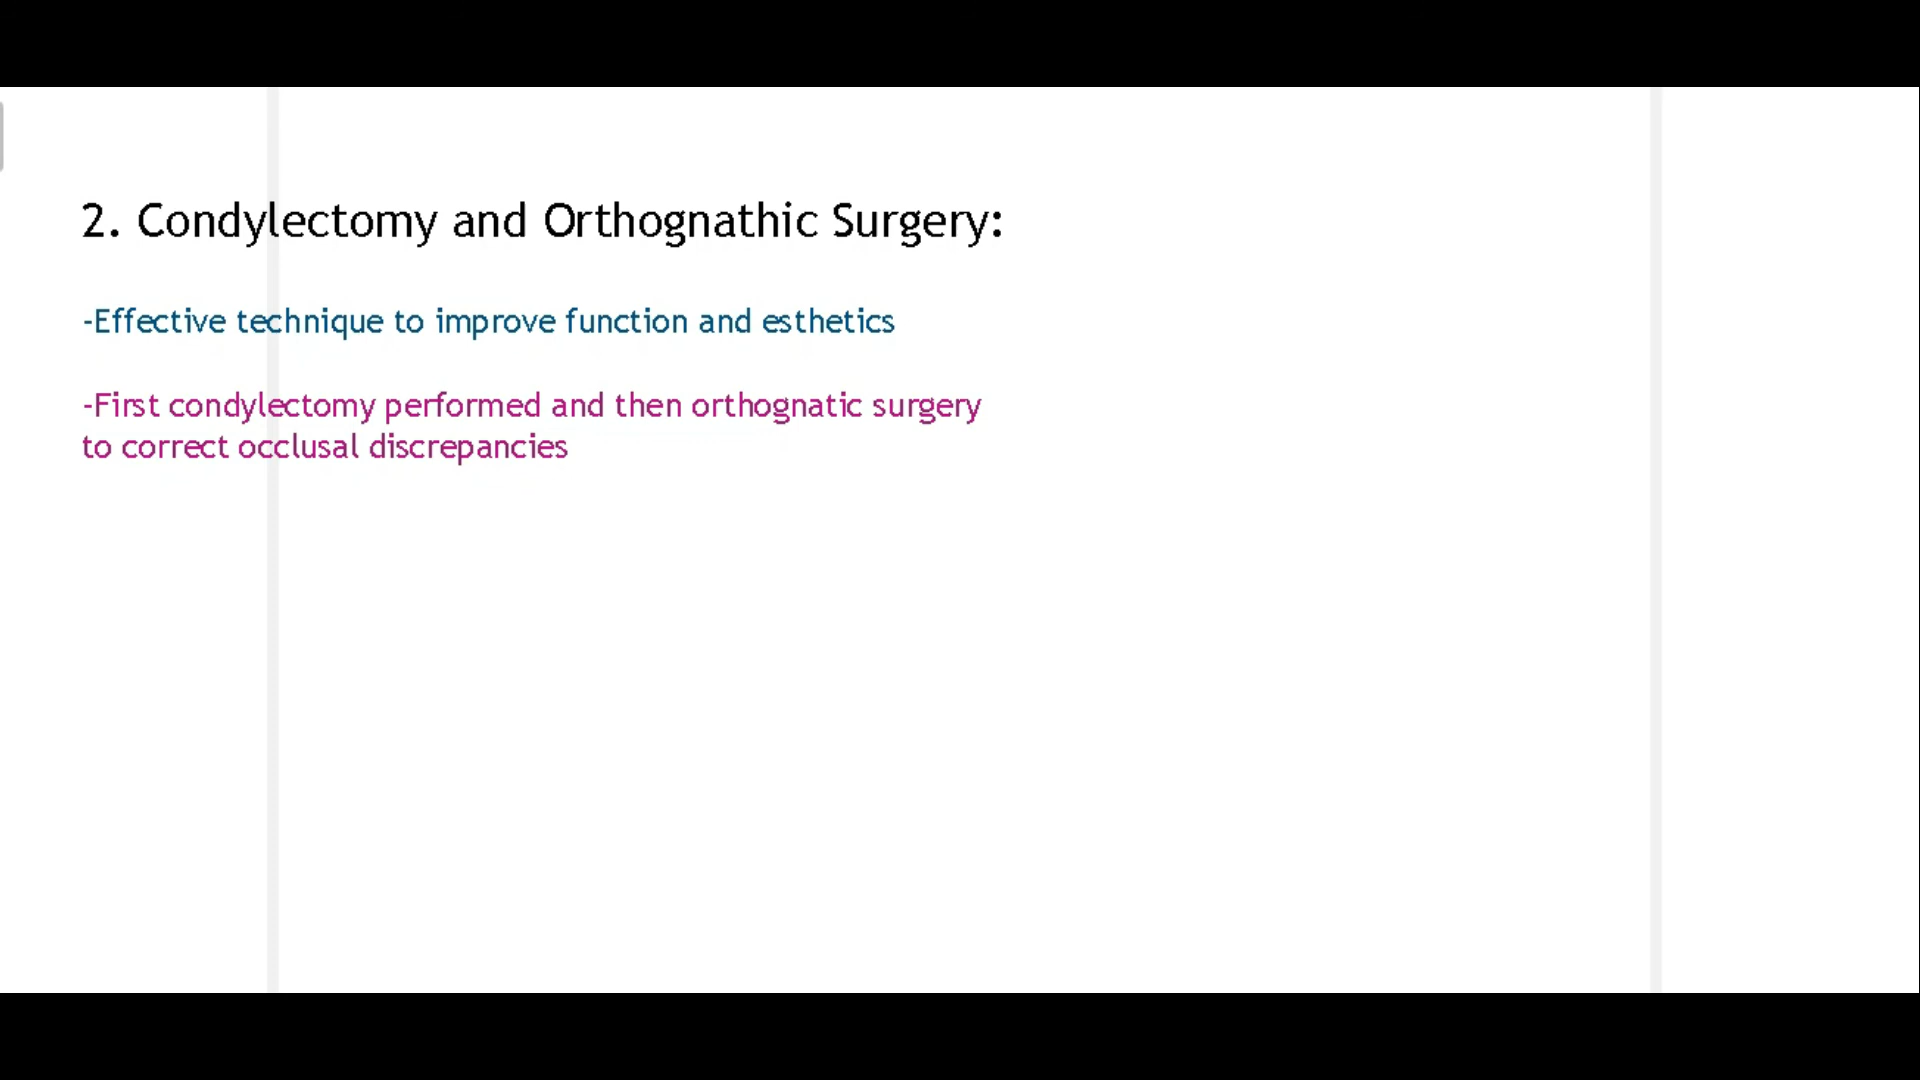 2. Condylectomy and Orthognathic Surgery:
-Effective technique to improve function and esthetics
-First condylectomy performed and then orthognatic surgery
to correct occlusal discrepancies